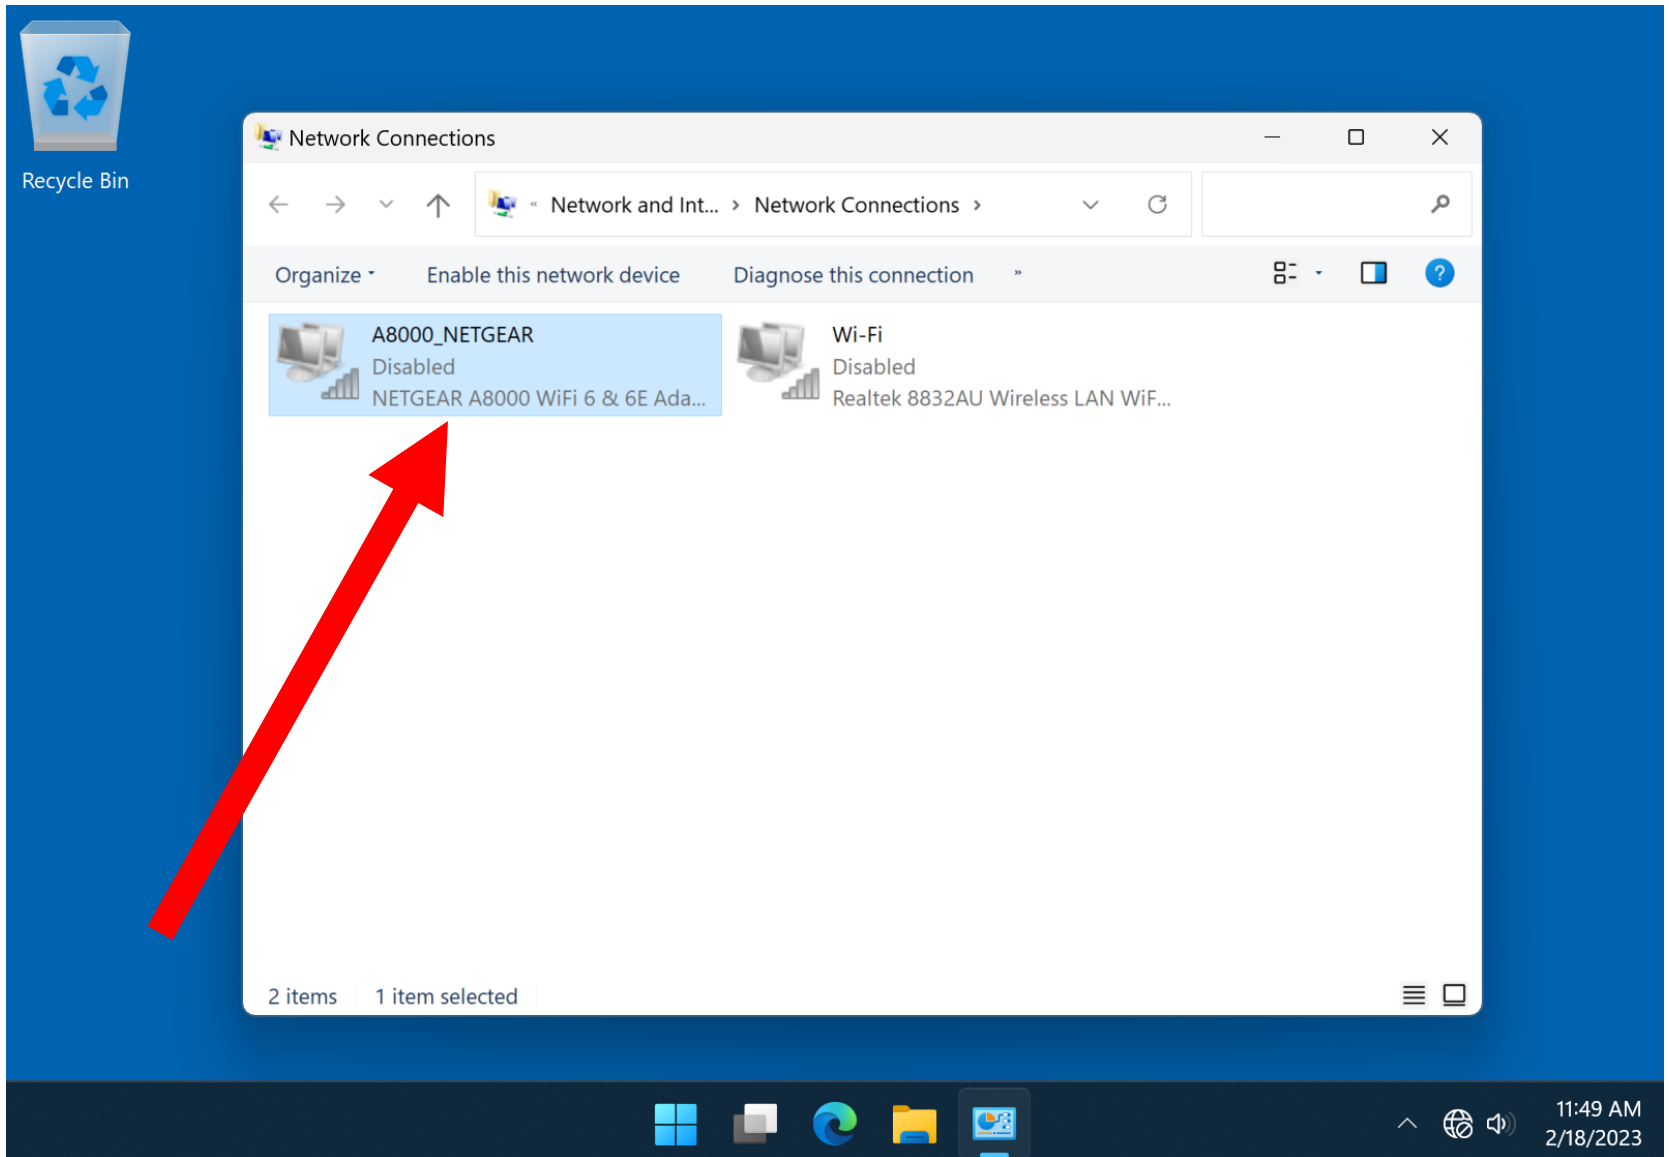 Recycle Bin
Network Connections
« Network and Int... › Network Connections ›
Organize Enable this network device Diagnose this connection »
?
A8000_NETGEAR
Disabled
NETGEAR A8000 WiFi 6 & 6E Ada...
Wi-Fi
Disabled
Realtek 8832AU Wireless LAN WiF...
2 items 1 item selected
11:49 AM
2/18/2023